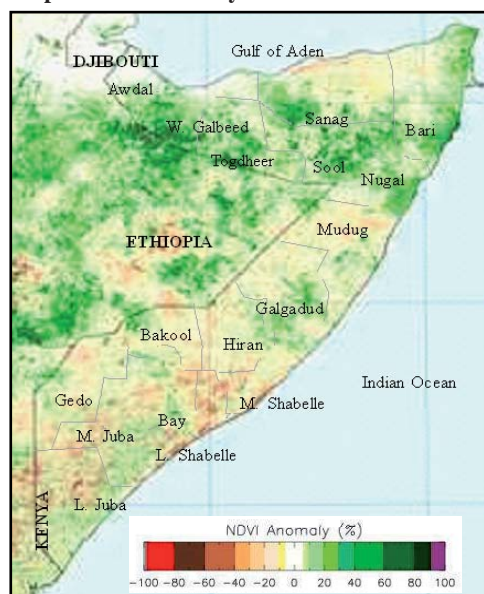 Gulf of Aden
DJIBOUTI
Awdal
Sanag
W. Galbeed
Bari
Togdheer
Sool
Nugal
Mudug
ETHIOPIA
Galgadud
Bakool
Hiran
Indian Ocean
Gedo
M. Shabelle
Bay
M. Juba
L. Shabelle
L. Juba
KENYA
NDVI Anomaly (%)
-100 -80 -60 -40 -20 0 20 40 60 80 100